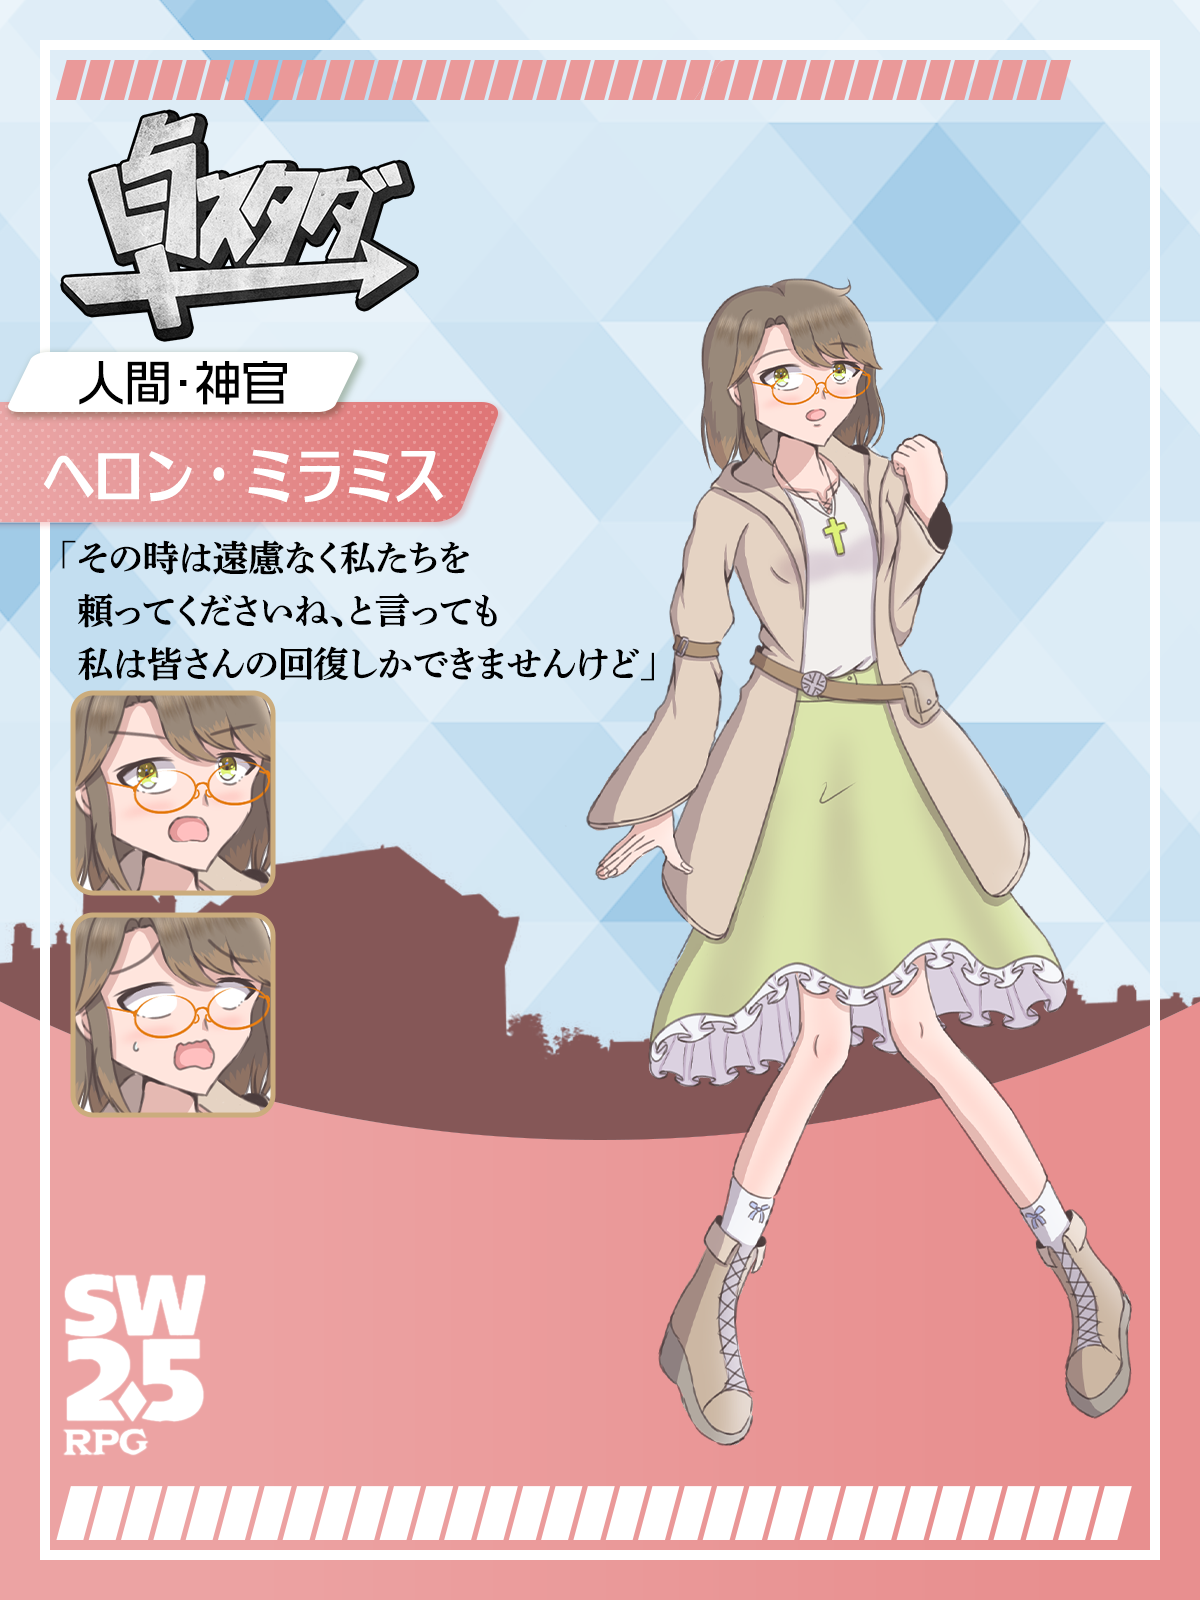 卓スタダ
人間・神官
ヘロン・ミラミス
「その時は遠慮なく私たちを
頼ってくださいね、と言っても
私は皆さんの回復しかできませんけど」
SW
2.5
RPG